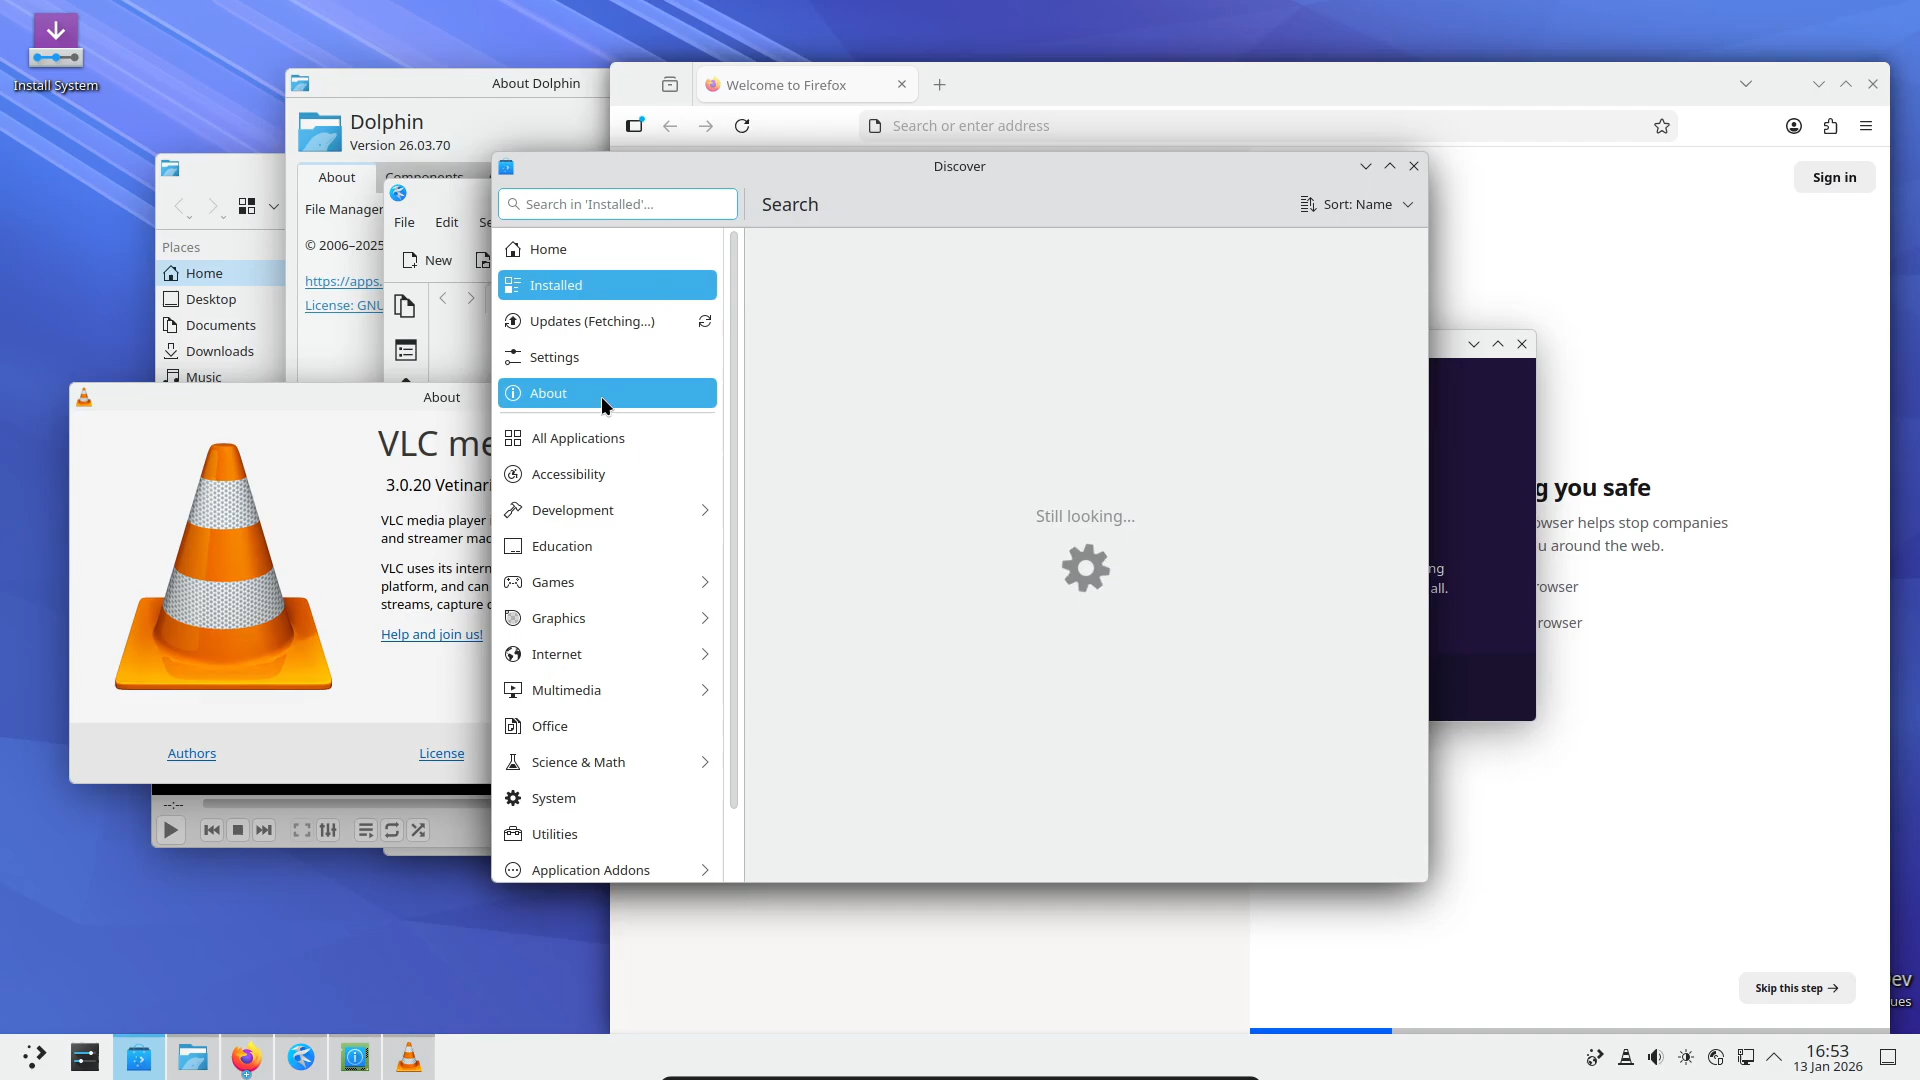 Install System
About Dolphin
Dolphin
Version 26.03.70
About
Components
File Manager
© 2006–2025
https://apps.
License: GNU
Places
Home
Desktop
Documents
Downloads
Music
File Edit
New
Welcome to Firefox
Search or enter address
Sign in
g you safe
owser helps stop companies
u around the web.
rowser
rowser
Skip this step →
ng
all.
Discover
Search in 'Installed'...
Search
Sort: Name
Home
Installed
Updates (Fetching...)
Settings
About
All Applications
Accessibility
Development
Education
Games
Graphics
Internet
Multimedia
Office
Science & Math
System
Utilities
Application Addons
Still looking...
About
VLC me
3.0.20 Vetinari
VLC media player
and streamer mac
VLC uses its intern
platform, and can
streams, capture
Help and join us!
Authors
License
--:--
ev
ues
16:53
13 Jan 2026